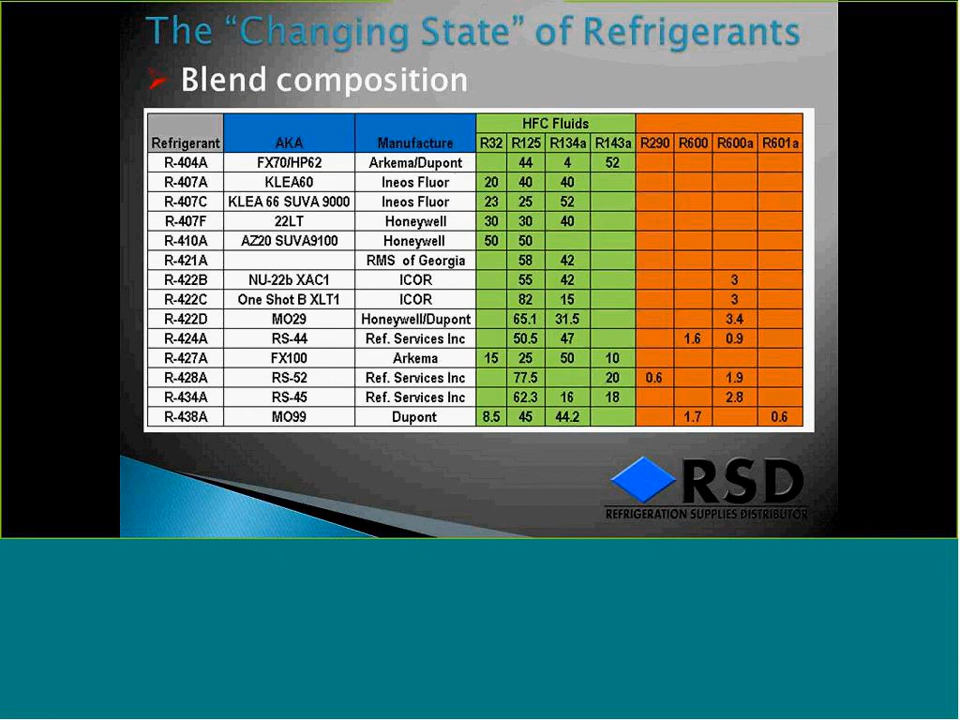 The “Changing State” of Refrigerants
Blend composition
HFC Fluids
Refrigerant AKA Manufacture R32 R125 R134a R143a R290 R600 R600a R601a
R-404A FX70/HP62 Arkema/Dupont 44 4 52
R-407A KLEA60 Ineos Fluor 20 40 40
R-407C KLEA 66 SUVA 9000 Ineos Fluor 23 25 52
R-407F 22LT Honeywell 30 30 40
R-410A AZ20 SUVA9100 Honeywell 50 50
R-421A RMS of Georgia 58 42
R-422B NU-22b XAC1 ICOR 55 42 3
R-422C One Shot B XLT1 ICOR 82 15 3
R-422D MO29 Honeywell/Dupont 65.1 31.5 3.4
R-424A RS-44 Ref. Services Inc 50.5 47 1.6 0.9
R-427A FX100 Arkema 15 25 50 10
R-428A RS-52 Ref. Services Inc 77.5 20 0.6 1.9
R-434A RS-45 Ref. Services Inc 62.3 16 18 2.8
R-438A MO99 Dupont 8.5 45 44.2 1.7 0.6
RSD
REFRIGERATION SUPPLIES DISTRIBUTOR